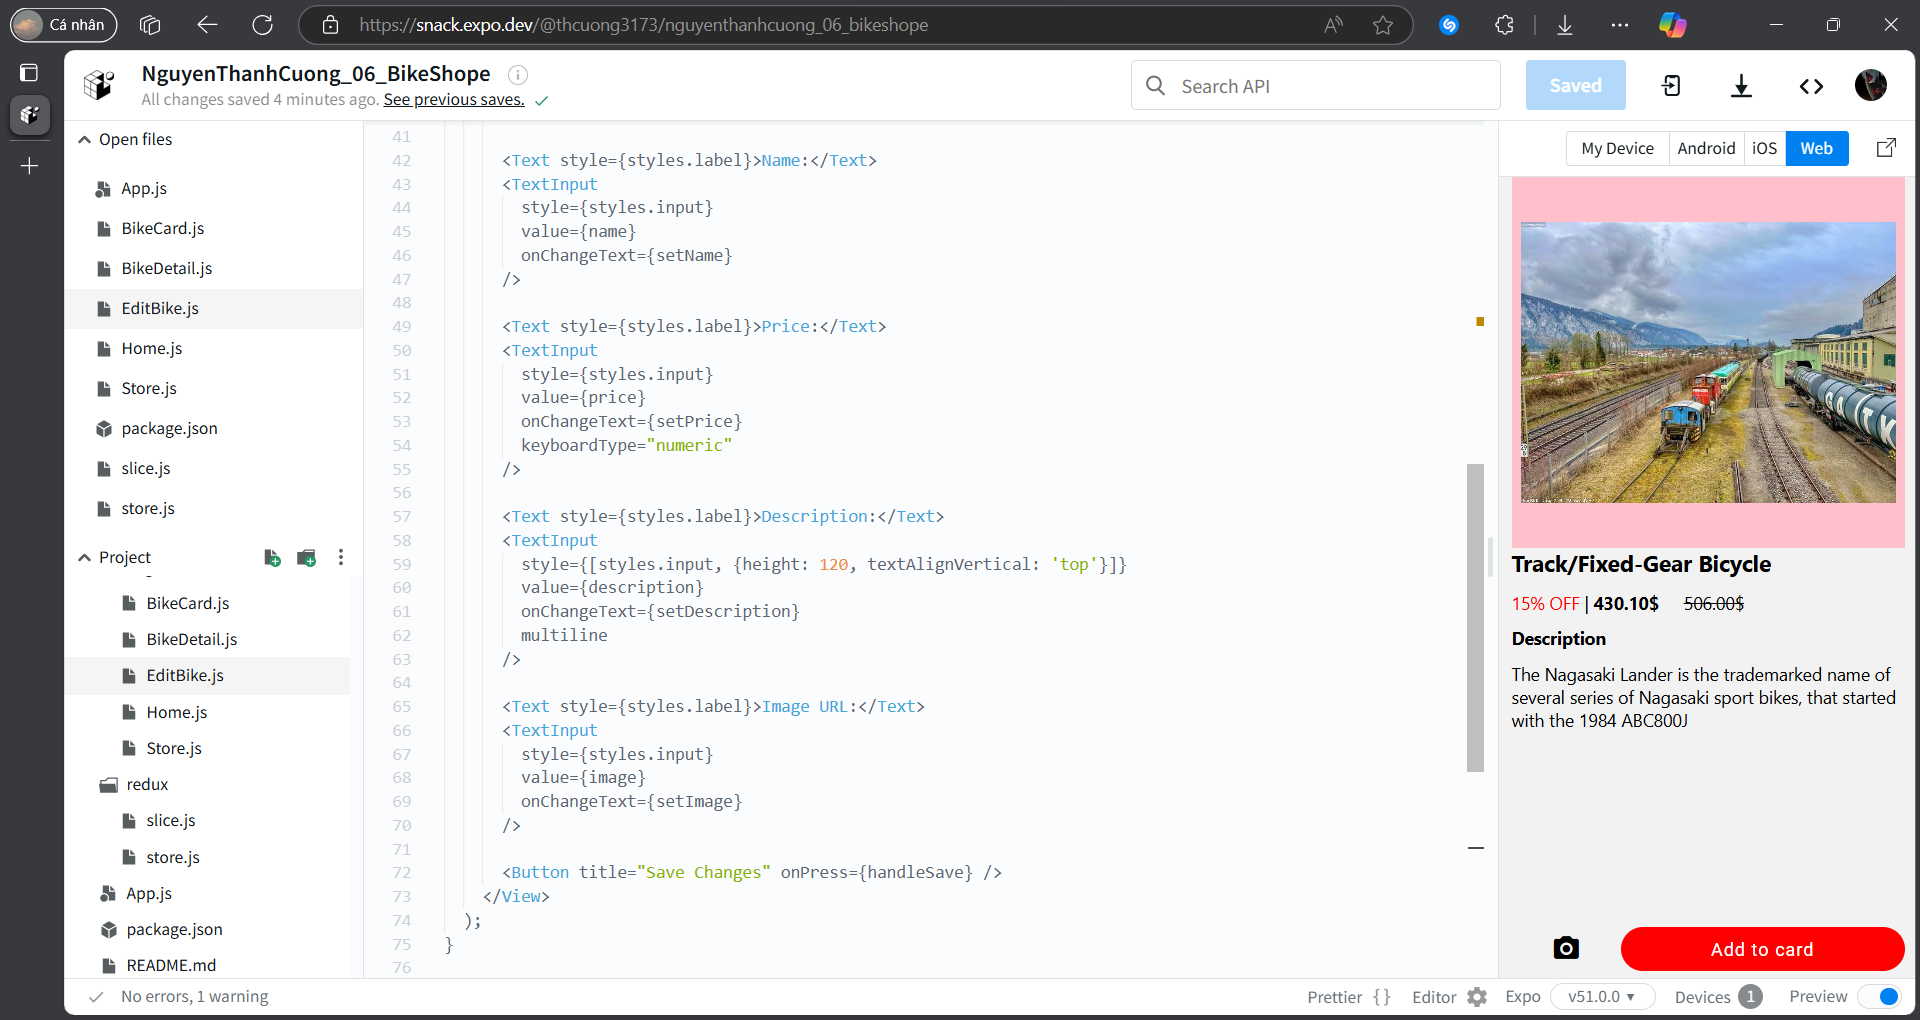 Cá nhân
https://snack.expo.dev/@thcuong3173/nguyenthanhcuong_06_bikeshope
NguyenThanhCuong_06_BikeShope
All changes saved 4 minutes ago. See previous saves.
Search API
Saved
Open files
App.js
BikeCard.js
BikeDetail.js
EditBike.js
Home.js
Store.js
package.json
slice.js
store.js
Project
BikeCard.js
BikeDetail.js
EditBike.js
Home.js
Store.js
redux
slice.js
store.js
App.js
package.json
README.md
41
42 <Text style={styles.label}>Name:</Text>
43 <TextInput
44 style={styles.input}
45 value={name}
46 onChangeText={setName}
47 />
48
49 <Text style={styles.label}>Price:</Text>
50 <TextInput
51 style={styles.input}
52 value={price}
53 onChangeText={setPrice}
54 keyboardType="numeric"
55 />
56
57 <Text style={styles.label}>Description:</Text>
58 <TextInput
59 style={[styles.input, {height: 120, textAlignVertical: 'top'}]}
60 value={description}
61 onChangeText={setDescription}
62 multiline
63 />
64
65 <Text style={styles.label}>Image URL:</Text>
66 <TextInput
67 style={styles.input}
68 value={image}
69 onChangeText={setImage}
70 />
71
72 <Button title="Save Changes" onPress={handleSave} />
73 </View>
74 );
75 }
76
My Device Android iOS Web
GATX
Track/Fixed-Gear Bicycle
15% OFF | 430.10$ 506.00$
Description
The Nagasaki Lander is the trademarked name of
several series of Nagasaki sport bikes, that started
with the 1984 ABC800J
Add to card
No errors, 1 warning
Prettier {} Editor Expo v51.0.0 Devices 1 Preview